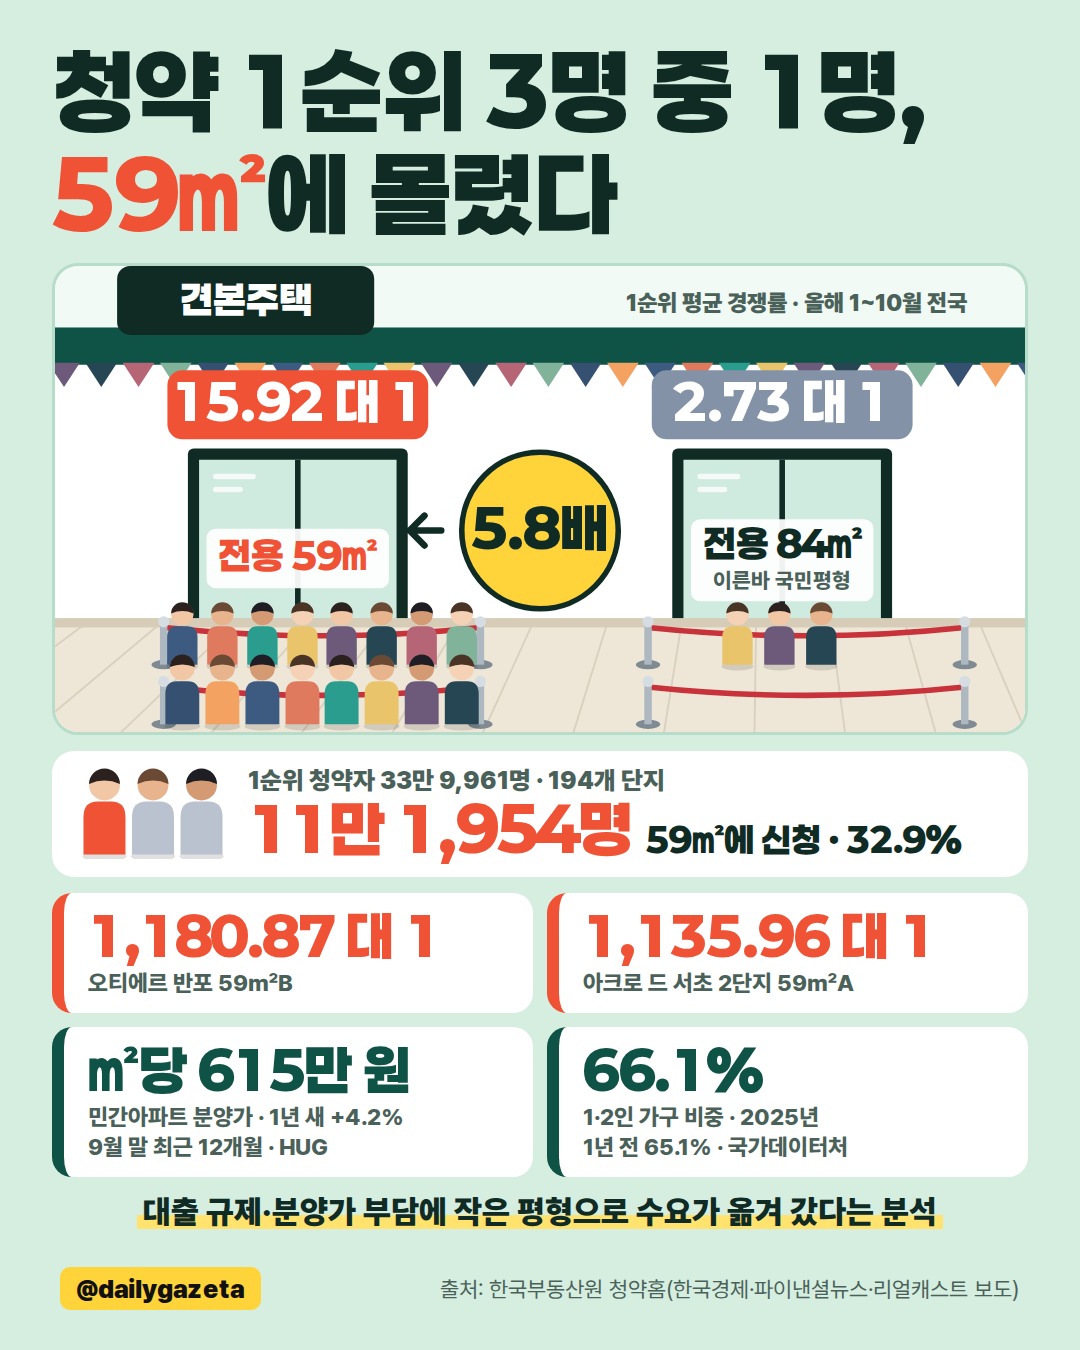 청약 1순위 3명 중 1명,
59㎡에 몰렸다
견본주택
1순위 평균 경쟁률 · 올해 1~10월 전국
15.92 대 1
2.73 대 1
5.8배
전용 59㎡
전용 84㎡
이른바 국민평형
1순위 청약자 33만 9,961명 · 194개 단지
11만 1,954명 59㎡에 신청 · 32.9%
1,180.87 대 1
오티에르 반포 59m²B
1,135.96 대 1
아크로 드 서초 2단지 59m²A
㎡당 615만 원
민간아파트 분양가 · 1년 새 +4.2%
9월 말 최근 12개월 · HUG
66.1%
1·2인 가구 비중 · 2025년
1년 전 65.1% · 국가데이터처
대출 규제·분양가 부담에 작은 평형으로 수요가 옮겨 갔다는 분석
@dailygazeta
출처: 한국부동산원 청약홈(한국경제·파이낸셜뉴스·리얼캐스트 보도)